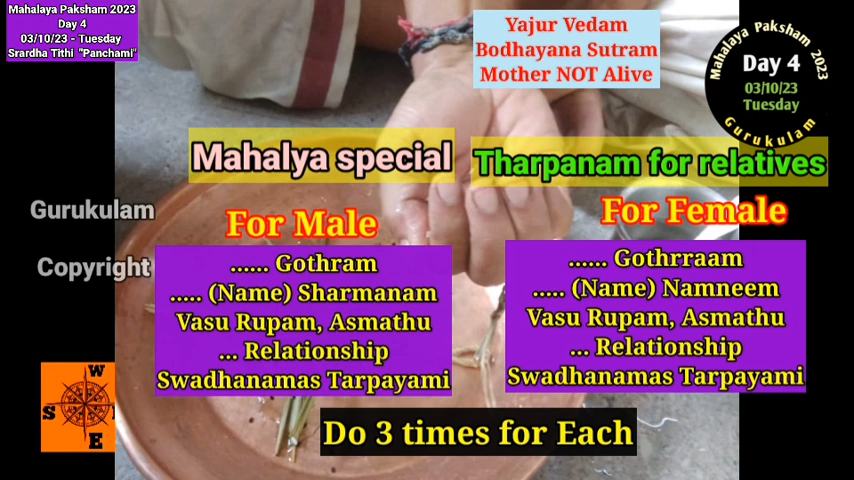 Mahalaya Paksham 2023
Day 4
03/10/23 - Tuesday
Srardha Tithi "Panchami"
Yajur Vedam
Bodhayana Sutram
Mother NOT Alive
Mahalaya Paksham 2023
Day 4
03/10/23
Tuesday
Gurukulam
Mahalya special
Tharpanam for relatives
Gurukulam
Copyright
For Male
...... Gothram
..... (Name) Sharmanam
Vasu Rupam, Asmathu
... Relationship
Swadhanamas Tarpayami
For Female
...... Gothrraam
..... (Name) Namneem
Vasu Rupam, Asmathu
... Relationship
Swadhanamas Tarpayami
W
S
E
Do 3 times for Each